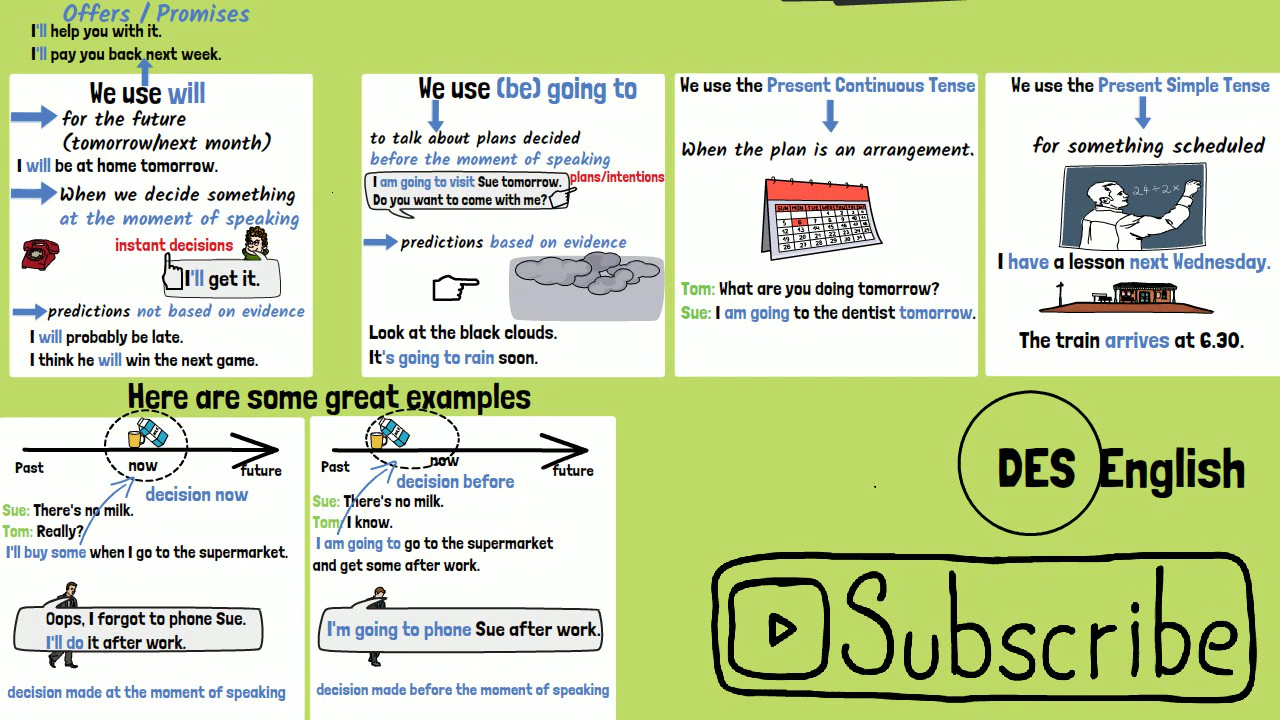 Offers / Promises
I'll help you with it.
I'll pay you back next week.
We use will
for the future
(tomorrow/next month)
I will be at home tomorrow.
When we decide something
at the moment of speaking
instant decisions
I'll get it.
predictions not based on evidence
I will probably be late.
I think he will win the next game.
We use (be) going to
to talk about plans decided
before the moment of speaking
I am going to visit Sue tomorrow.
plans/intentions
Do you want to come with me?
predictions based on evidence
Look at the black clouds.
It's going to rain soon.
We use the Present Continuous Tense
When the plan is an arrangement.
Tom: What are you doing tomorrow?
Sue: I am going to the dentist tomorrow.
We use the Present Simple Tense
for something scheduled
24÷2×
I have a lesson next Wednesday.
The train arrives at 6.30.
Here are some great examples
Past
now
future
decision now
Sue: There's no milk.
Tom: Really?
I'll buy some when I go to the supermarket.
Oops, I forgot to phone Sue.
I'll do it after work.
decision made at the moment of speaking
Past
now
future
decision before
Sue: There's no milk.
Tom: I know.
I am going to go to the supermarket
and get some after work.
I'm going to phone Sue after work.
decision made before the moment of speaking
DES English
Subscribe